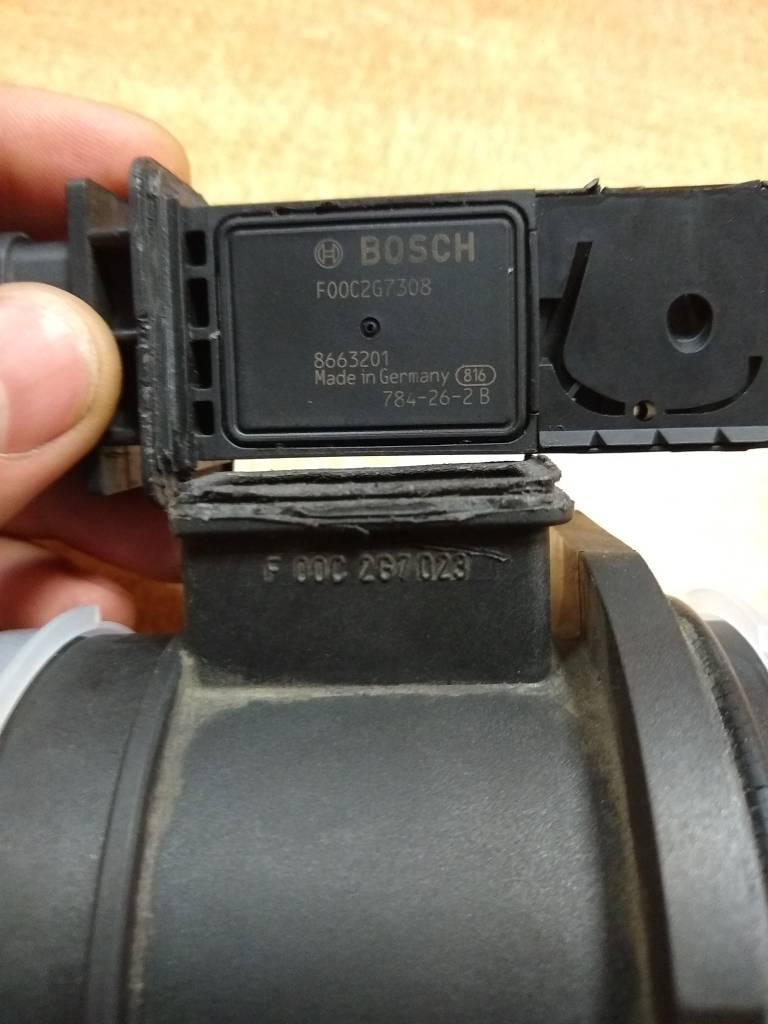 BOSCH
F00C2G7308
8663201
Made in Germany 816
784-26-2 B
F 00C 2G7 023